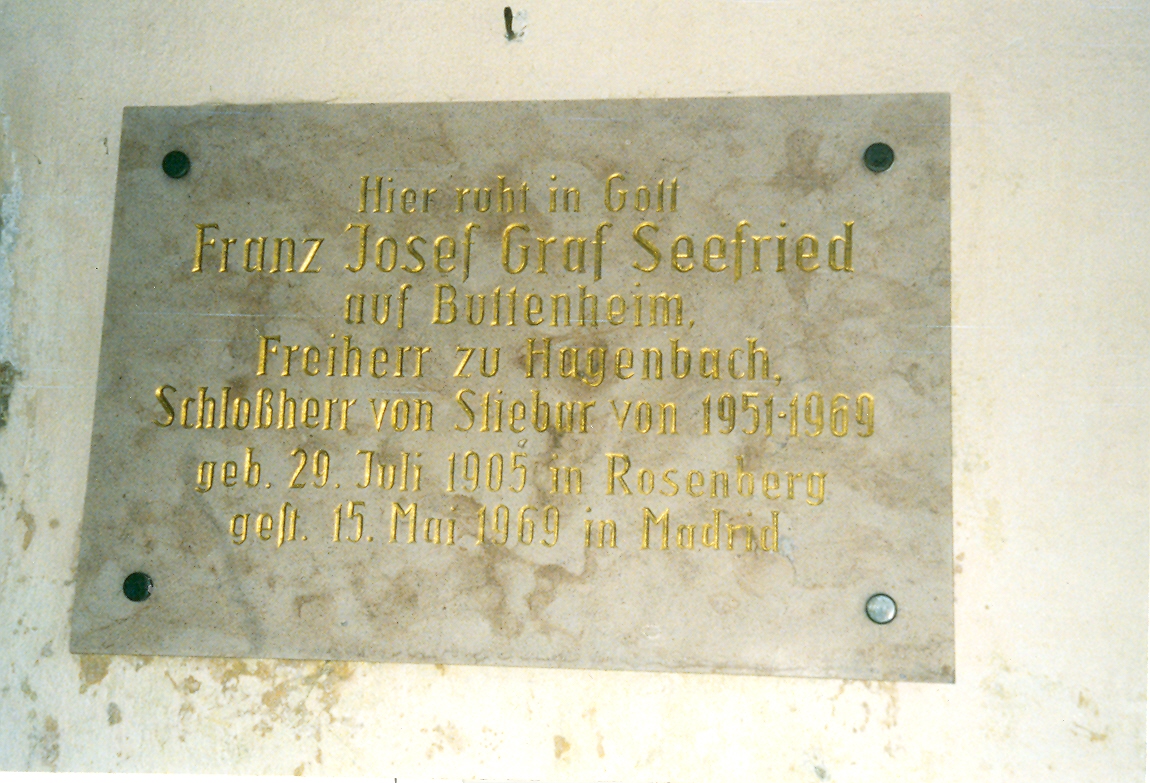 Hier ruht in Gott
Franz Josef Graf Seefried
auf Buttenheim,
Freiherr zu Hagenbach,
Schloßherr von Stiebar von 1951-1969
geb. 29. Juli 1905 in Rosenberg
gest. 15. Mai 1969 in Madrid